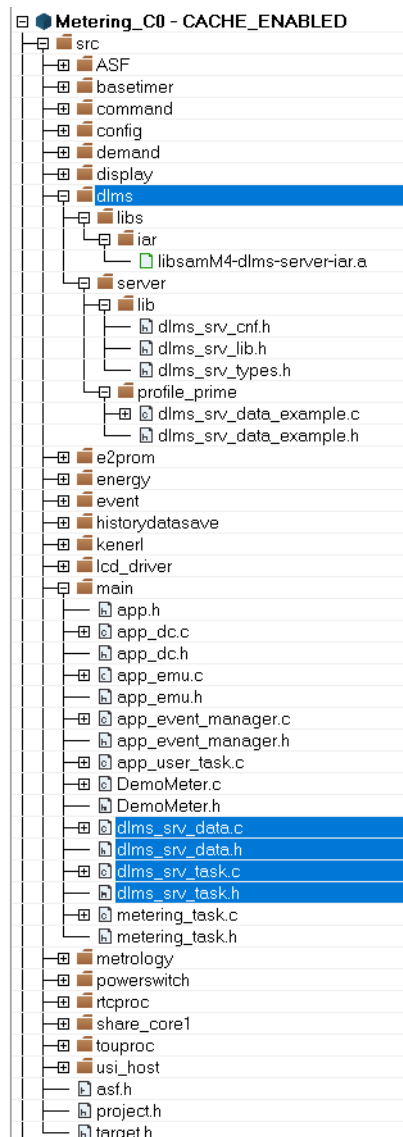 Metering_C0 - CACHE_ENABLED
src
ASF
basetimer
command
config
demand
display
dlms
libs
iar
libsamM4-dlms-server-iar.a
server
lib
dlms_srv_cnf.h
dlms_srv_lib.h
dlms_srv_types.h
profile_prime
dlms_srv_data_example.c
dlms_srv_data_example.h
e2prom
energy
event
historydatasave
kenerl
lcd_driver
main
app.h
app_dc.c
app_dc.h
app_emu.c
app_emu.h
app_event_manager.c
app_event_manager.h
app_user_task.c
DemoMeter.c
DemoMeter.h
dlms_srv_data.c
dlms_srv_data.h
dlms_srv_task.c
dlms_srv_task.h
metering_task.c
metering_task.h
metrology
powerswitch
rtcproc
share_core1
touproc
usi_host
asf.h
project.h
target.h